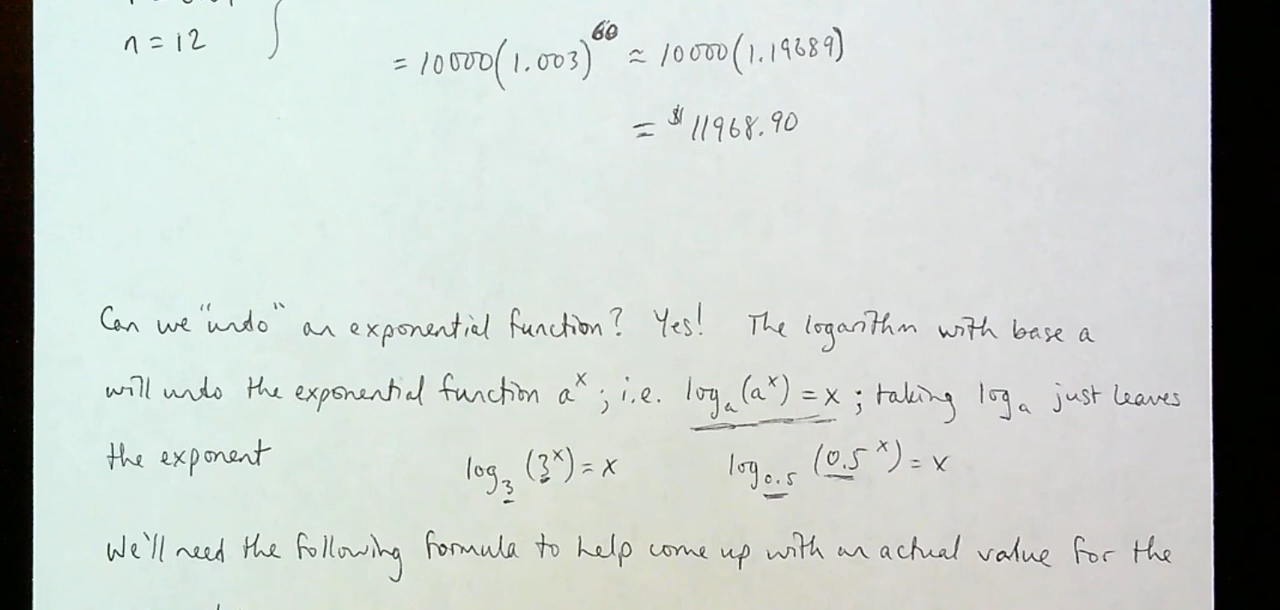 n = 12
= 10000(1.003)^60 ≈ 10000(1.19689)
= $11968.90
Can we "undo" an exponential function? Yes! The logarithm with base a
will undo the exponential function a^x ; i.e. log_a(a^x) = x ; taking log_a just leaves
the exponent log_3 (3^x) = x log_0.5 (0.5^x) = x
We'll need the following formula to help come up with an actual value for the